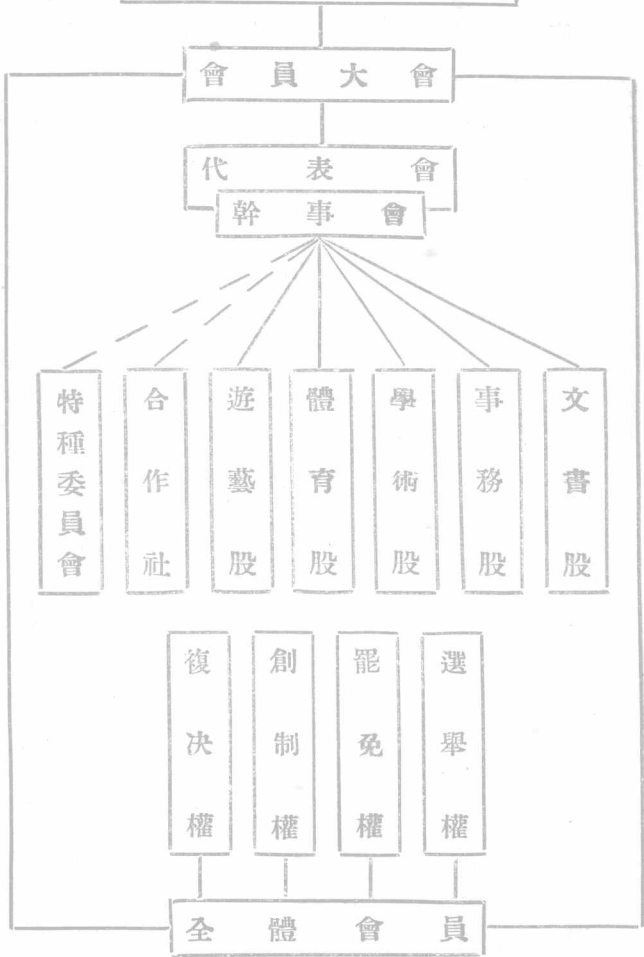 會員大會
代表會
幹事會
文書股
事務股
學術股
體育股
遊藝股
合作社
特種委員會
選舉權
罷免權
創制權
復决權
全體會員